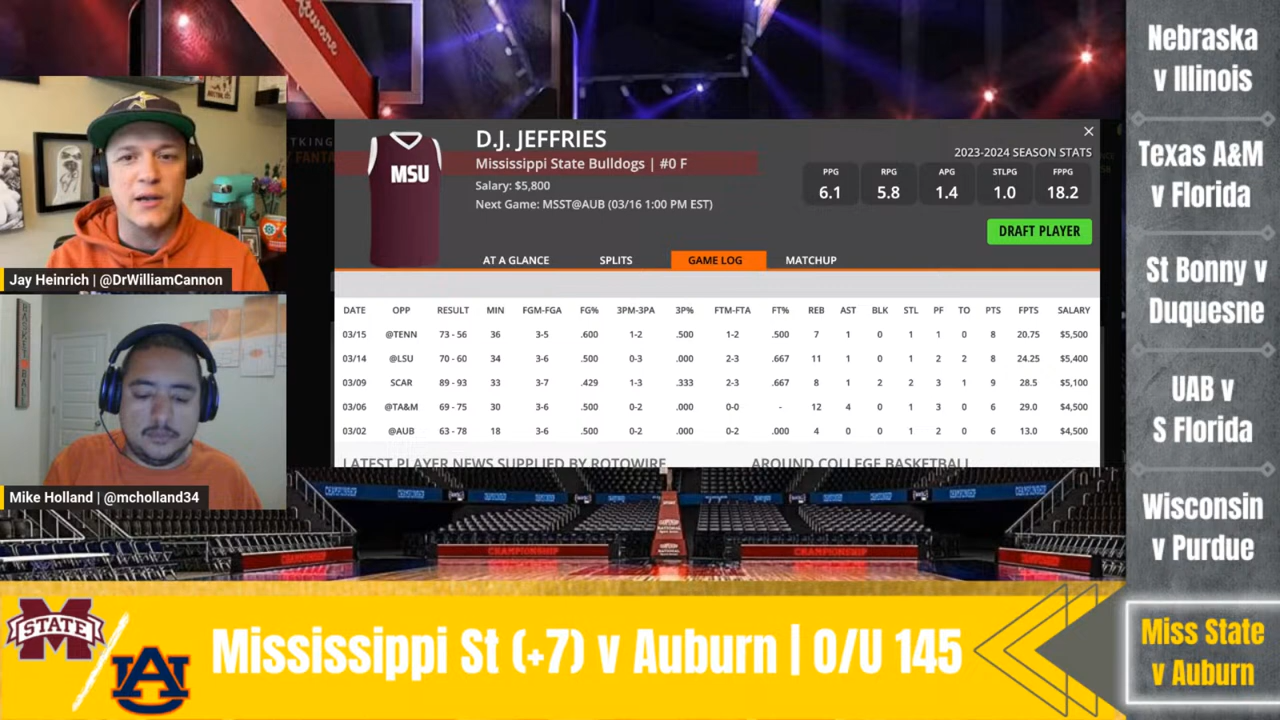 D.J. JEFFRIES
Mississippi State Bulldogs | #0 F
Salary: $5,800
Next Game: MSST@AUB (03/16 1:00 PM EST)
MSU
2023-2024 SEASON STATS
PPG RPG APG STLPG FPPG
6.1 5.8 1.4 1.0 18.2
DRAFT PLAYER
AT A GLANCE SPLITS GAME LOG MATCHUP
DATE OPP RESULT MIN FGM-FGA FG% 3PM-3PA 3P% FTM-FTA FT% REB AST BLK STL PF TO PTS FPTS SALARY
03/15 @TENN 73 - 56 36 3-5 .600 1-2 .500 1-2 .500 7 1 0 1 1 0 8 20.75 $5,500
03/14 @LSU 70 - 60 34 3-6 .500 0-3 .000 2-3 .667 11 1 0 1 2 2 8 24.25 $5,400
03/09 SCAR 89 - 93 33 3-7 .429 1-3 .333 2-3 .667 8 1 2 2 3 1 9 28.5 $5,100
03/06 @TA&M 69 - 75 30 3-6 .500 0-2 .000 0-0 - 12 4 0 1 3 0 6 29.0 $4,500
03/02 @AUB 63 - 78 18 3-6 .500 0-2 .000 0-2 .000 4 0 0 1 2 0 6 13.0 $4,500
LATEST PLAYER NEWS SUPPLIED BY ROTOWIRE AROUND COLLEGE BASKETBALL
Jay Heinrich | @DrWilliamCannon
BASKETBALL
Mike Holland | @mcholland34
CHAMPIONSHIP
CHAMPIONSHIP
STATE
Mississippi St (+7) v Auburn | O/U 145
Nebraska
v Illinois
Texas A&M
v Florida
St Bonny v
Duquesne
UAB v
S Florida
Wisconsin
v Purdue
Miss State
v Auburn